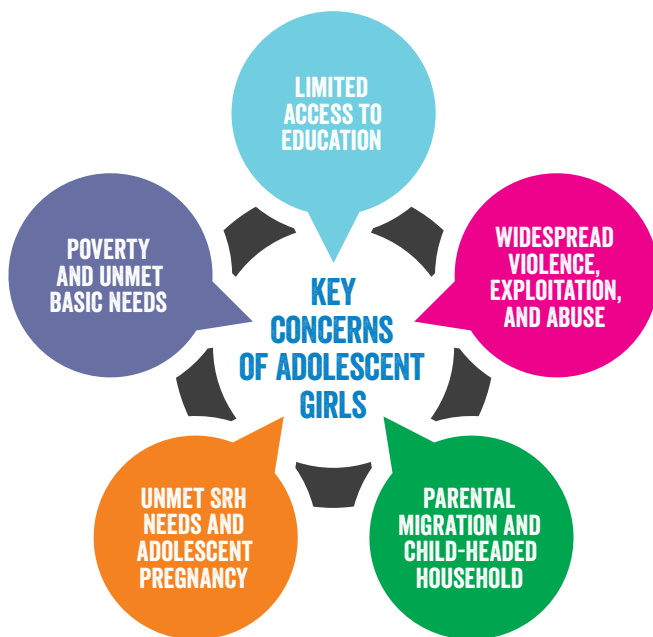 LIMITED
ACCESS TO
EDUCATION
WIDESPREAD
VIOLENCE,
EXPLOITATION,
AND ABUSE
POVERTY
AND UNMET
BASIC NEEDS
KEY
CONCERNS
OF ADOLESCENT
GIRLS
UNMET SRH
NEEDS AND
ADOLESCENT
PREGNANCY
PARENTAL
MIGRATION AND
CHILD-HEADED
HOUSEHOLD